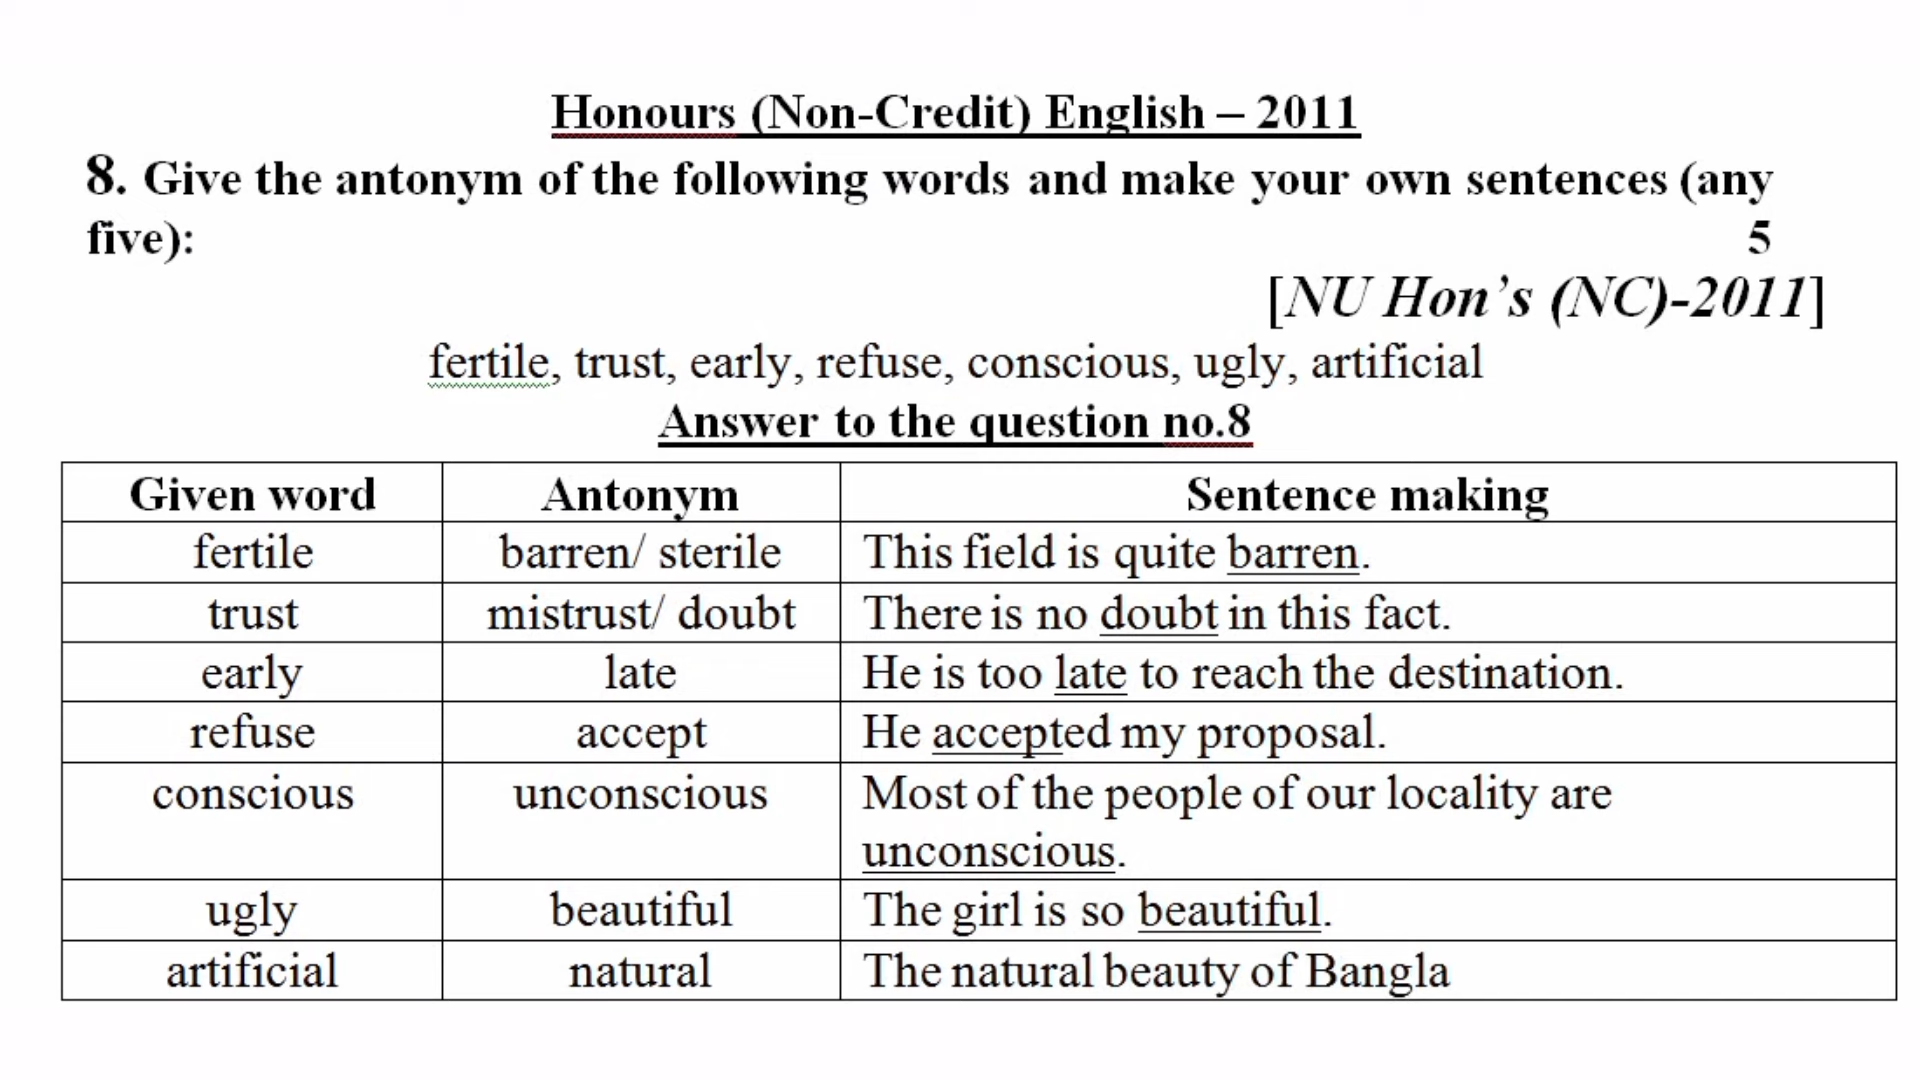 Honours (Non-Credit) English – 2011
8. Give the antonym of the following words and make your own sentences (any
five): 5
[NU Hon’s (NC)-2011]
fertile, trust, early, refuse, conscious, ugly, artificial
Answer to the question no.8
Given word Antonym Sentence making
fertile barren/ sterile This field is quite barren.
trust mistrust/ doubt There is no doubt in this fact.
early late He is too late to reach the destination.
refuse accept He accepted my proposal.
conscious unconscious Most of the people of our locality are
unconscious.
ugly beautiful The girl is so beautiful.
artificial natural The natural beauty of Bangla